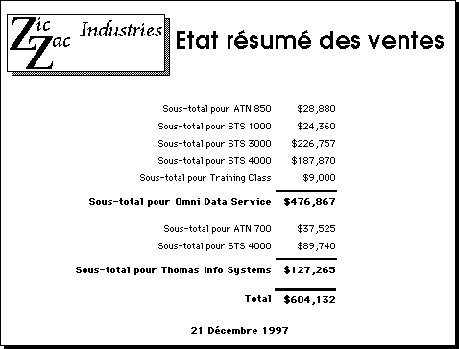 Zic Zac Industries
Etat résumé des ventes
Sous-total pour ATN 850 $28,880
Sous-total pour STS 1000 $24,360
Sous-total pour STS 3000 $226,757
Sous-total pour STS 4000 $187,870
Sous-total pour Training Class $9,000
Sous-total pour Omni Data Service $476,867
Sous-total pour ATN 700 $37,525
Sous-total pour STS 4000 $89,740
Sous-total pour Thomas Info Systems $127,265
Total $604,132
21 Décembre 1997